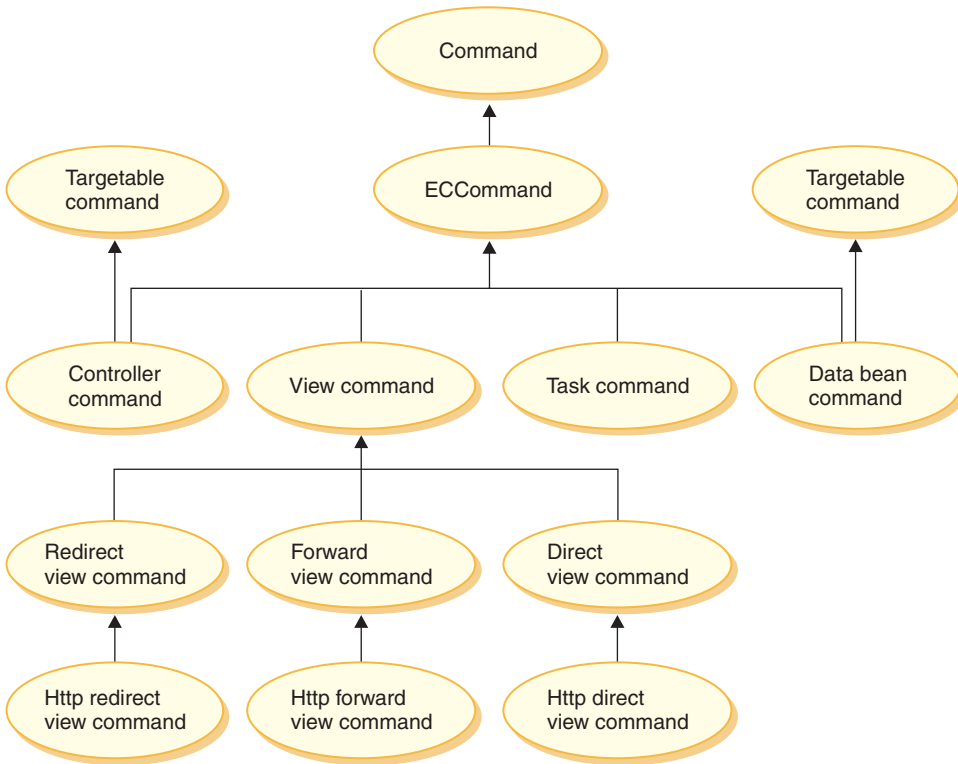 Command
Targetable
command
ECCommand
Targetable
command
Controller
command
View command
Task command
Data bean
command
Redirect
view command
Forward
view command
Direct
view command
Http redirect
view command
Http forward
view command
Http direct
view command